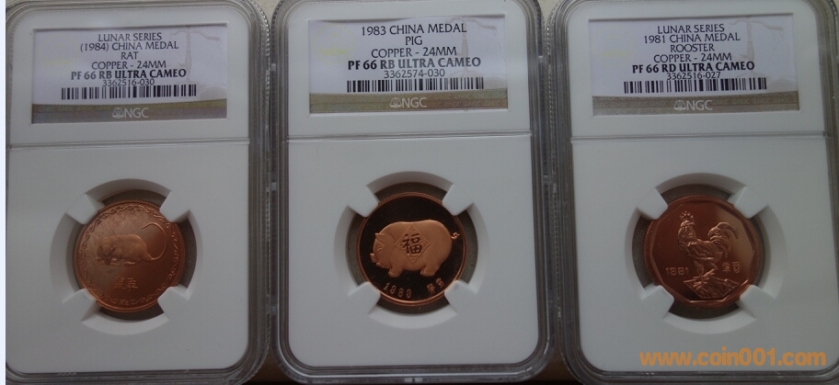 LUNAR SERIES
(1984) CHINA MEDAL
RAT
COPPER - 24MM
PF 66 RB ULTRA CAMEO
3362516-030
NGC
1983 CHINA MEDAL
PIG
COPPER - 24MM
PF 66 RB ULTRA CAMEO
3362574-030
NGC
福
1983
LUNAR SERIES
1981 CHINA MEDAL
ROOSTER
COPPER - 24MM
PF 66 RD ULTRA CAMEO
3362516-027
NGC
1981
www.coin001.com